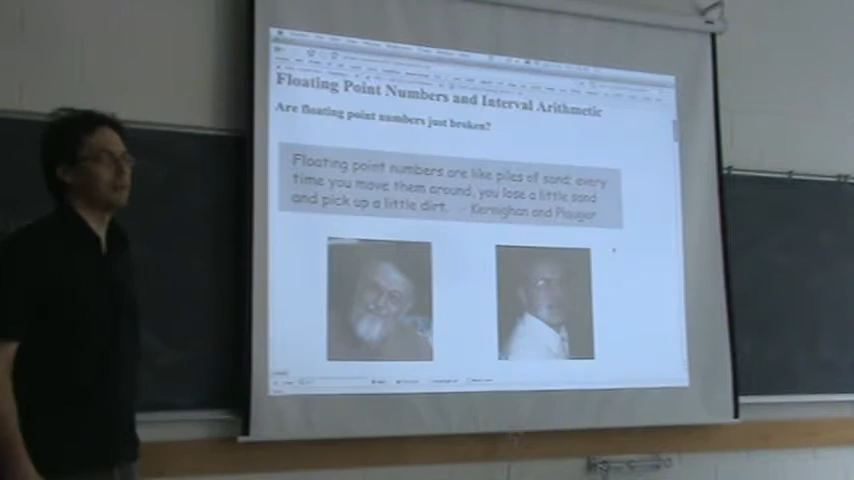 Floating Point Numbers and Interval Arithmetic
Are floating point numbers just broken?
Floating point numbers are like piles of sand; every
time you move them around, you lose a little sand
and pick up a little dirt. -- Kernighan and Plauger